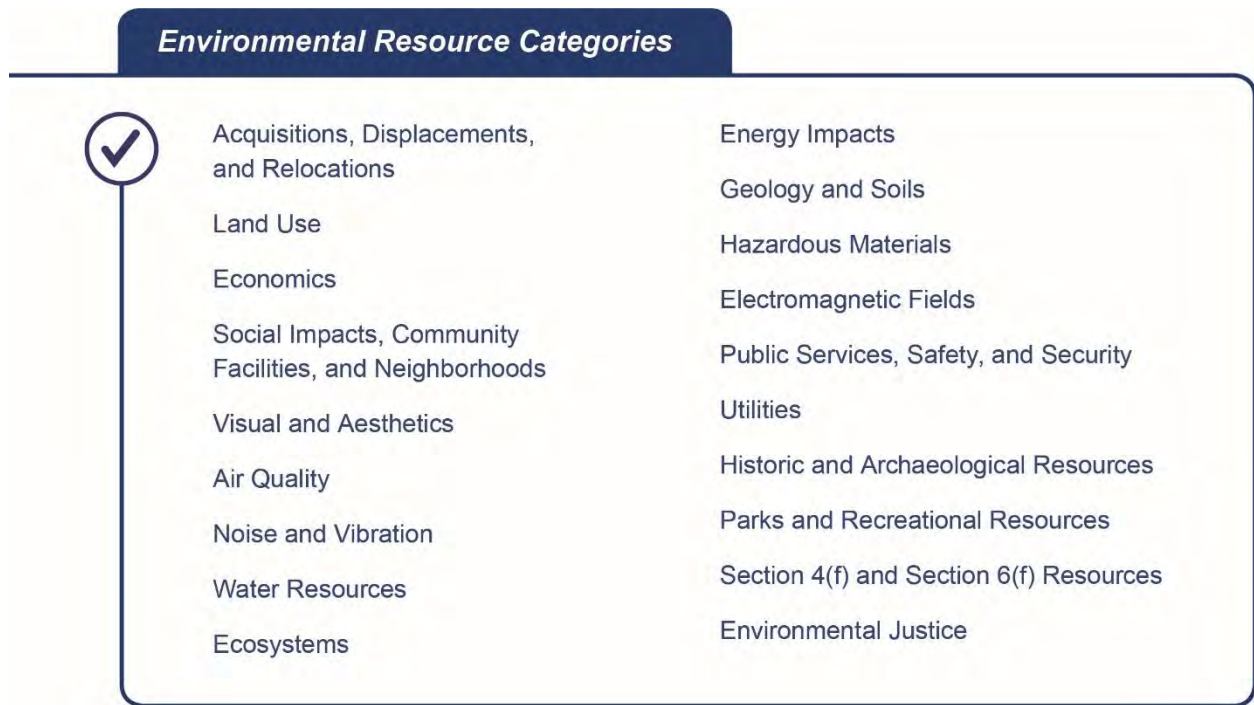 Environmental Resource Categories
Acquisitions, Displacements,
and Relocations
Land Use
Economics
Social Impacts, Community
Facilities, and Neighborhoods
Visual and Aesthetics
Air Quality
Noise and Vibration
Water Resources
Ecosystems
Energy Impacts
Geology and Soils
Hazardous Materials
Electromagnetic Fields
Public Services, Safety, and Security
Utilities
Historic and Archaeological Resources
Parks and Recreational Resources
Section 4(f) and Section 6(f) Resources
Environmental Justice